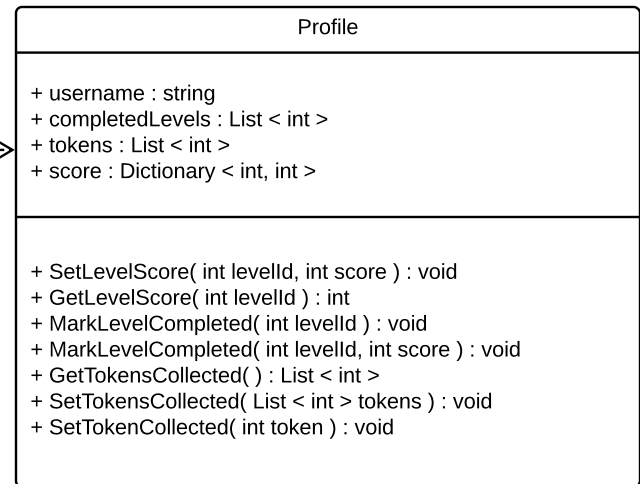 Profile
+ username : string
+ completedLevels : List < int >
+ tokens : List < int >
+ score : Dictionary < int, int >
+ SetLevelScore( int levelId, int score ) : void
+ GetLevelScore( int levelId ) : int
+ MarkLevelCompleted( int levelId ) : void
+ MarkLevelCompleted( int levelId, int score ) : void
+ GetTokensCollected( ) : List < int >
+ SetTokensCollected( List < int > tokens ) : void
+ SetTokenCollected( int token ) : void